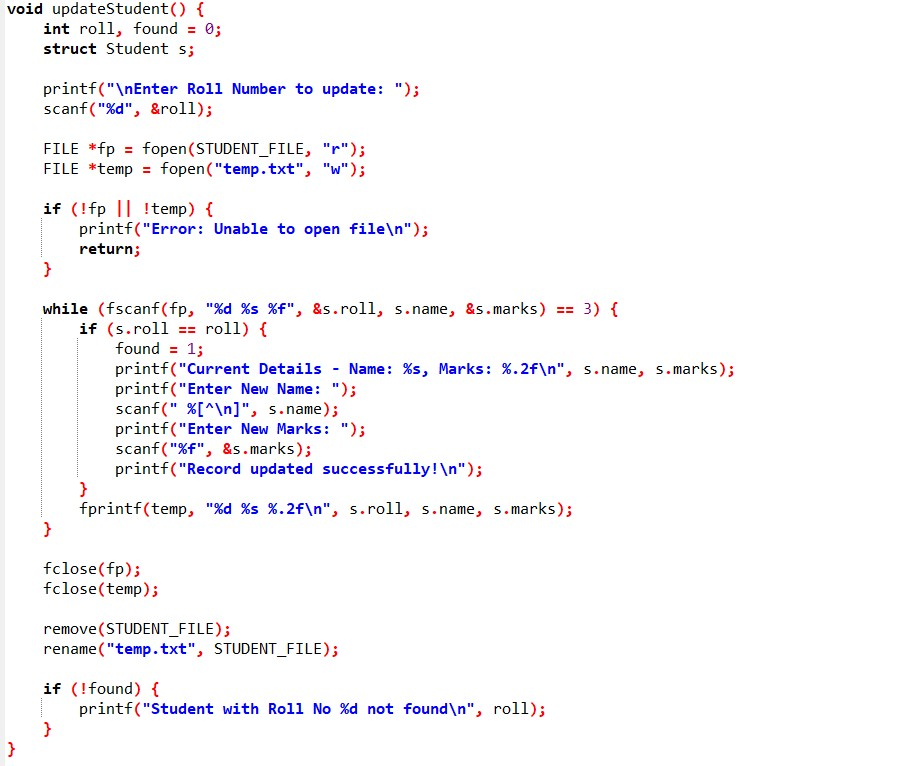 void updateStudent() {
    int roll, found = 0;
    struct Student s;

    printf("\nEnter Roll Number to update: ");
    scanf("%d", &roll);

    FILE *fp = fopen(STUDENT_FILE, "r");
    FILE *temp = fopen("temp.txt", "w");

    if (!fp || !temp) {
        printf("Error: Unable to open file\n");
        return;
    }

    while (fscanf(fp, "%d %s %f", &s.roll, s.name, &s.marks) == 3) {
        if (s.roll == roll) {
            found = 1;
            printf("Current Details - Name: %s, Marks: %.2f\n", s.name, s.marks);
            printf("Enter New Name: ");
            scanf(" %[^\n]", s.name);
            printf("Enter New Marks: ");
            scanf("%f", &s.marks);
            printf("Record updated successfully!\n");
        }
        fprintf(temp, "%d %s %.2f\n", s.roll, s.name, s.marks);
    }

    fclose(fp);
    fclose(temp);

    remove(STUDENT_FILE);
    rename("temp.txt", STUDENT_FILE);

    if (!found) {
        printf("Student with Roll No %d not found\n", roll);
    }
}